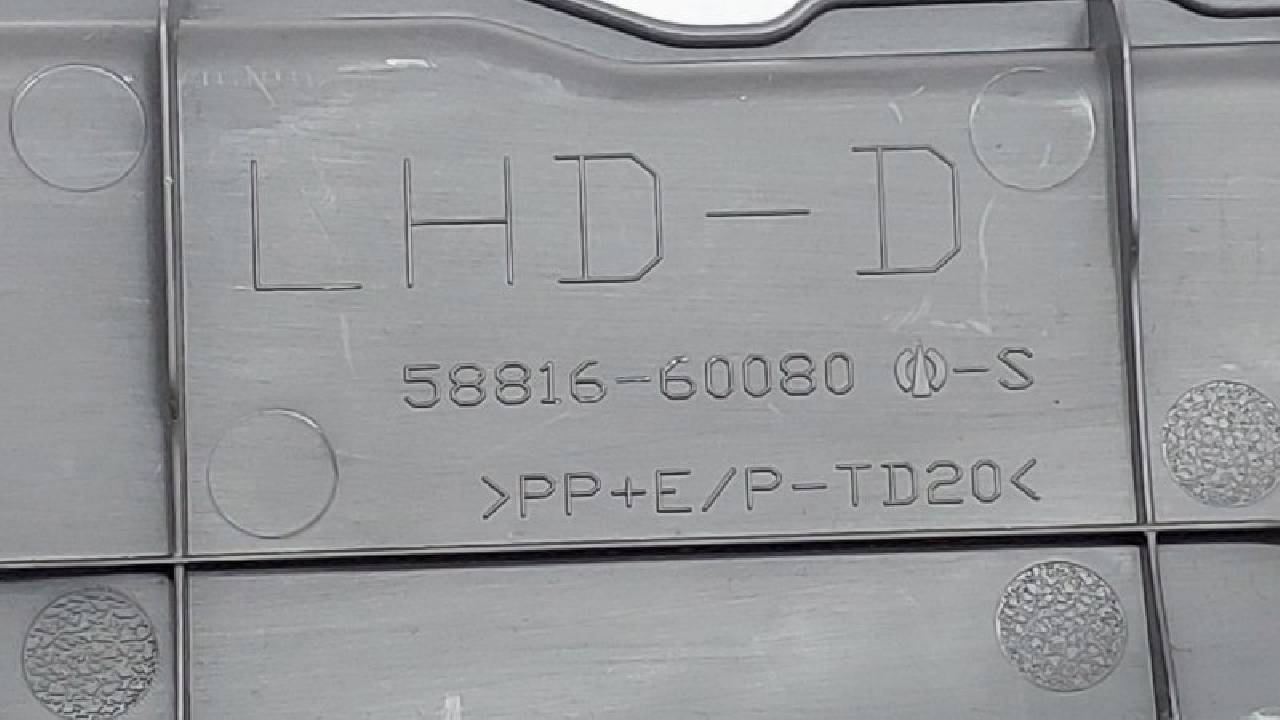 LHD-D
58816-60080 -S
>PP+E/P-TD20<